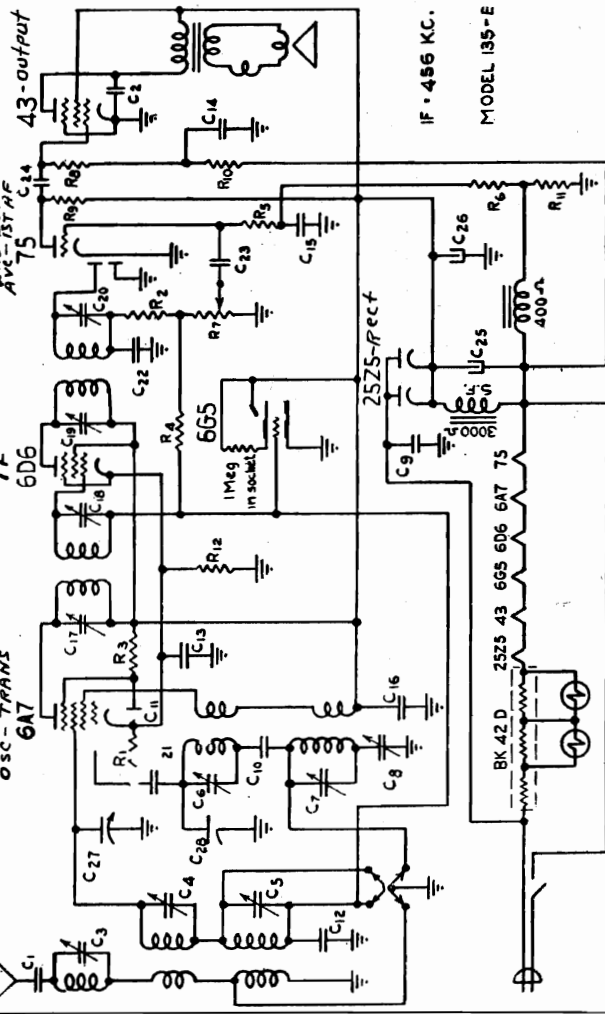 OSC-TRANS
6A7
IF
6D6
AVC-1ST AF
75
43-output
C1
C3
C27
C4
C5
C12
R1
C11
21
C6
C28
C10
C7
C8
C16
C17
R3
C13
R12
C18
C19
C20
C22
R2
R4
R7
6G5
1 Meg
in socket
C23
R5
C15
R9
C24
R8
C14
R10
C2
25Z5-Rect
C9
3000
C25
C26
400Ω
R6
R11
IF. 456 K.C.
MODEL 135-E
BK 42 D 25Z5 43 6G5 6D6 6A7 75